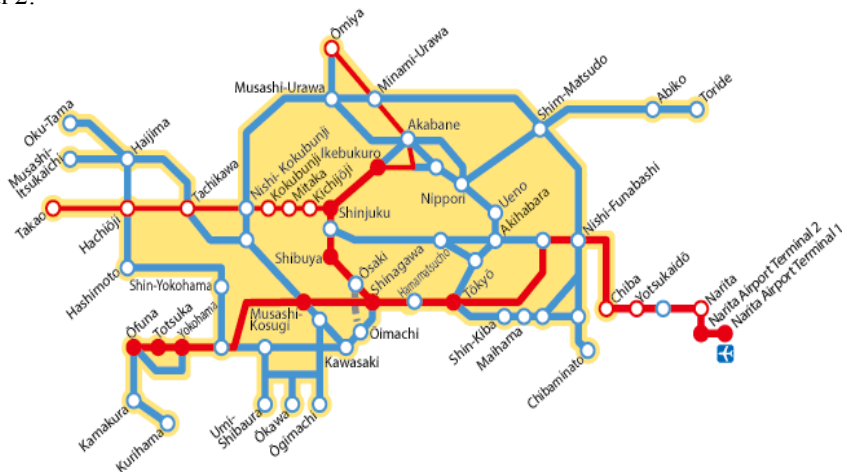 Ōmiya
Musashi-Urawa
Minami-Urawa
Shim-Matsudo
Abiko
Toride
Oku-Tama
Musashi-
Itsukaichi
Haijima
Tachikawa
Nishi- Kokubunji
Kokubunji
Mitaka
Kichijōji
Ikebukuro
Akabane
Nippori
Ueno
Akihabara
Nishi-Funabashi
Takao
Hachiōji
Shinjuku
Shibuya
Ōsaki
Shinagawa
Hamamatsucho
Tōkyō
Hashimoto
Shin-Yokohama
Chiba
Yotsukaidō
Narita
Narita Airport Terminal 2
Narita Airport Terminal 1
Ōfuna
Totsuka
Yokohama
Musashi-
Kosugi
Ōimachi
Kawasaki
Shin-Kiba
Maihama
Chibaminato
Kamakura
Kurihama
Umi-
Shibaura
Ōkawa
Ōgimachi